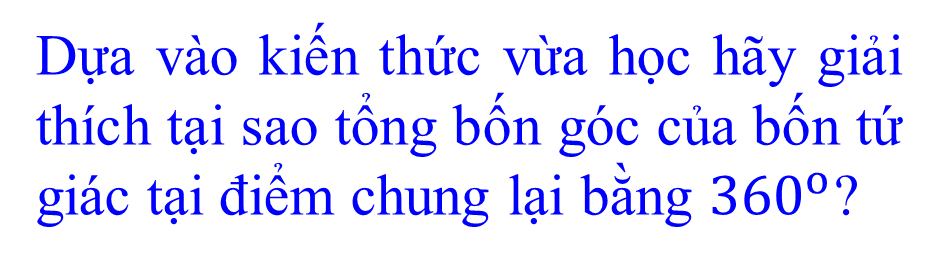 Dựa vào kiến thức vừa học hãy giải
thích tại sao tổng bốn góc của bốn tứ
giác tại điểm chung lại bằng 360⁰?